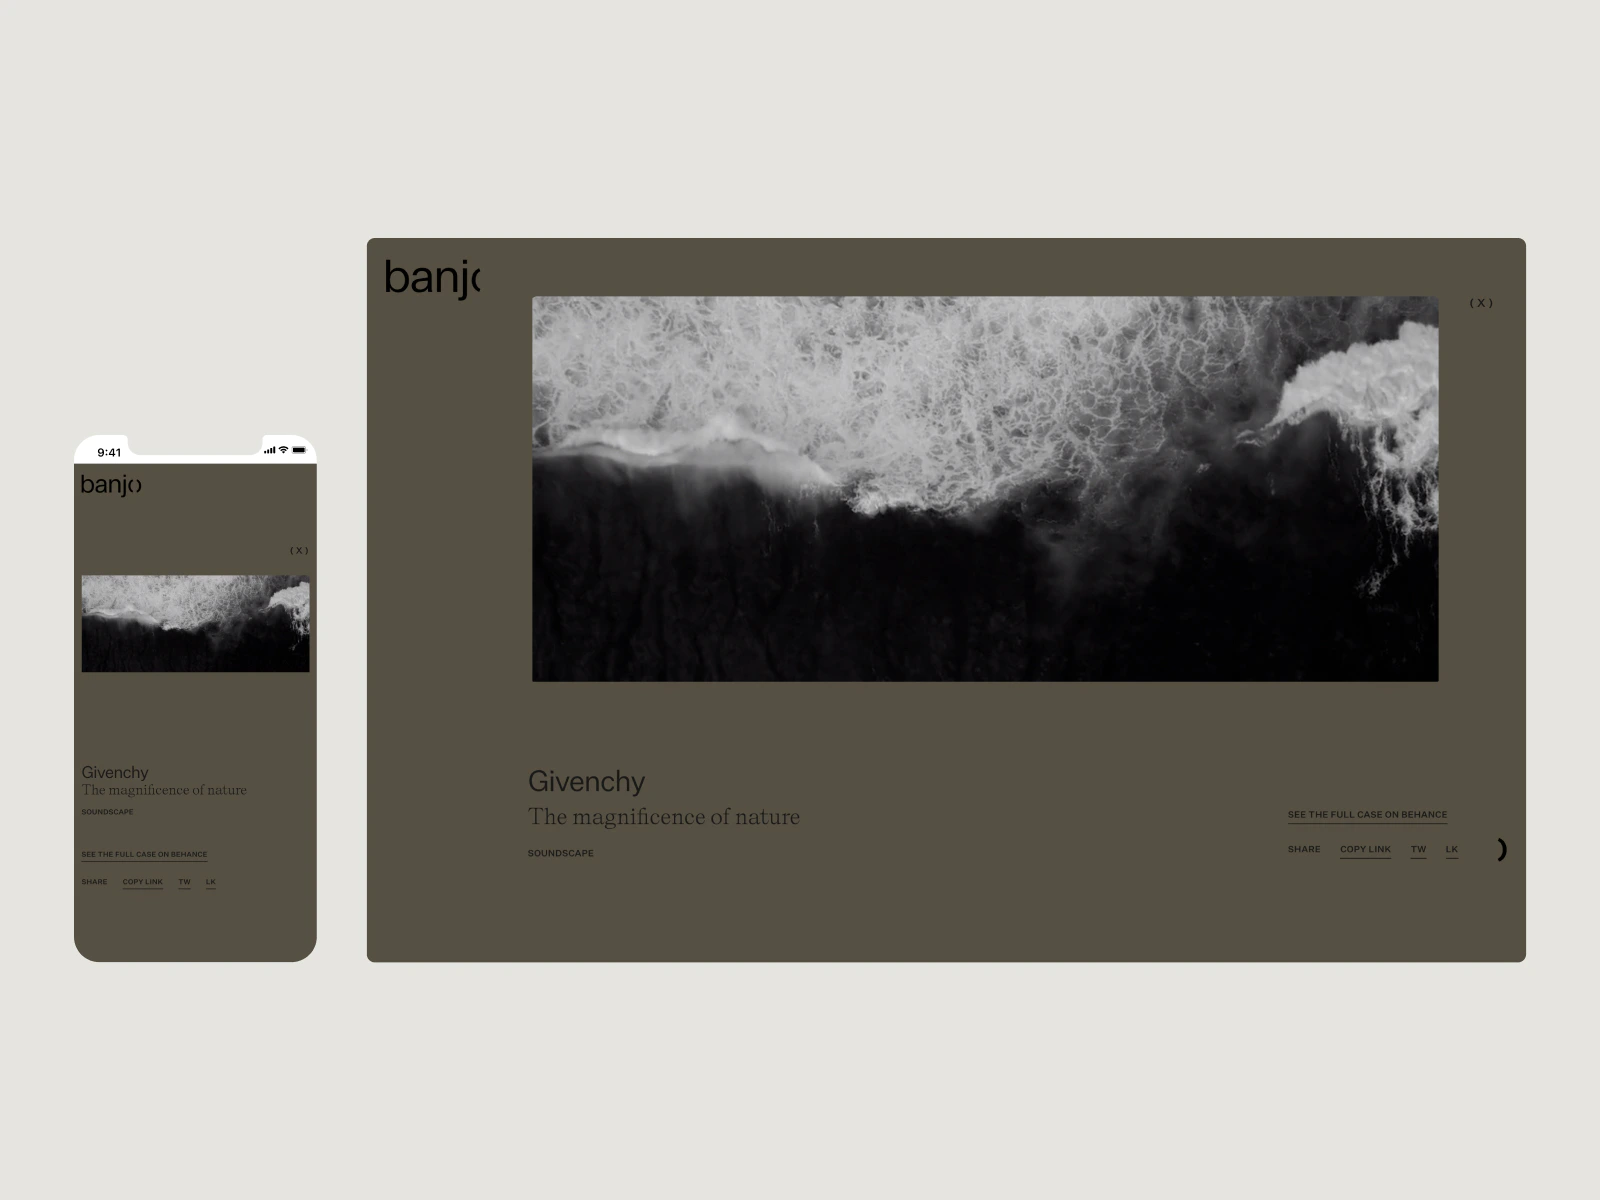 9:41
banjo
( X )
Givenchy
The magnificence of nature
SOUNDSCAPE
SEE THE FULL CASE ON BEHANCE
SHARE COPY LINK TW LK
banj(
( X )
Givenchy
The magnificence of nature
SOUNDSCAPE
SEE THE FULL CASE ON BEHANCE
SHARE COPY LINK TW LK )